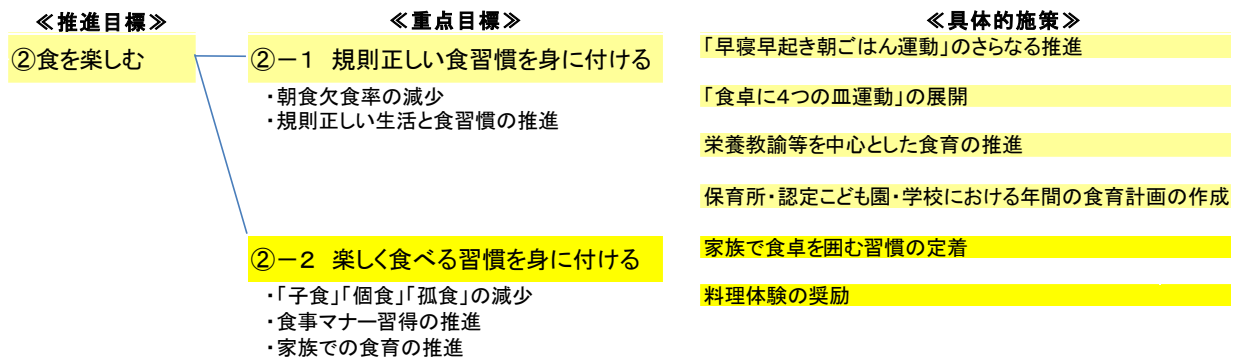 ≪推進目標≫
②食を楽しむ
≪重点目標≫
②－１　規則正しい食習慣を身に付ける
・朝食欠食率の減少
・規則正しい生活と食習慣の推進
②－２　楽しく食べる習慣を身に付ける
・「子食」「個食」「孤食」の減少
・食事マナー習得の推進
・家族での食育の推進
≪具体的施策≫
「早寝早起き朝ごはん運動」のさらなる推進
「食卓に４つの皿運動」の展開
栄養教諭等を中心とした食育の推進
保育所・認定こども園・学校における年間の食育計画の作成
家族で食卓を囲む習慣の定着
料理体験の奨励